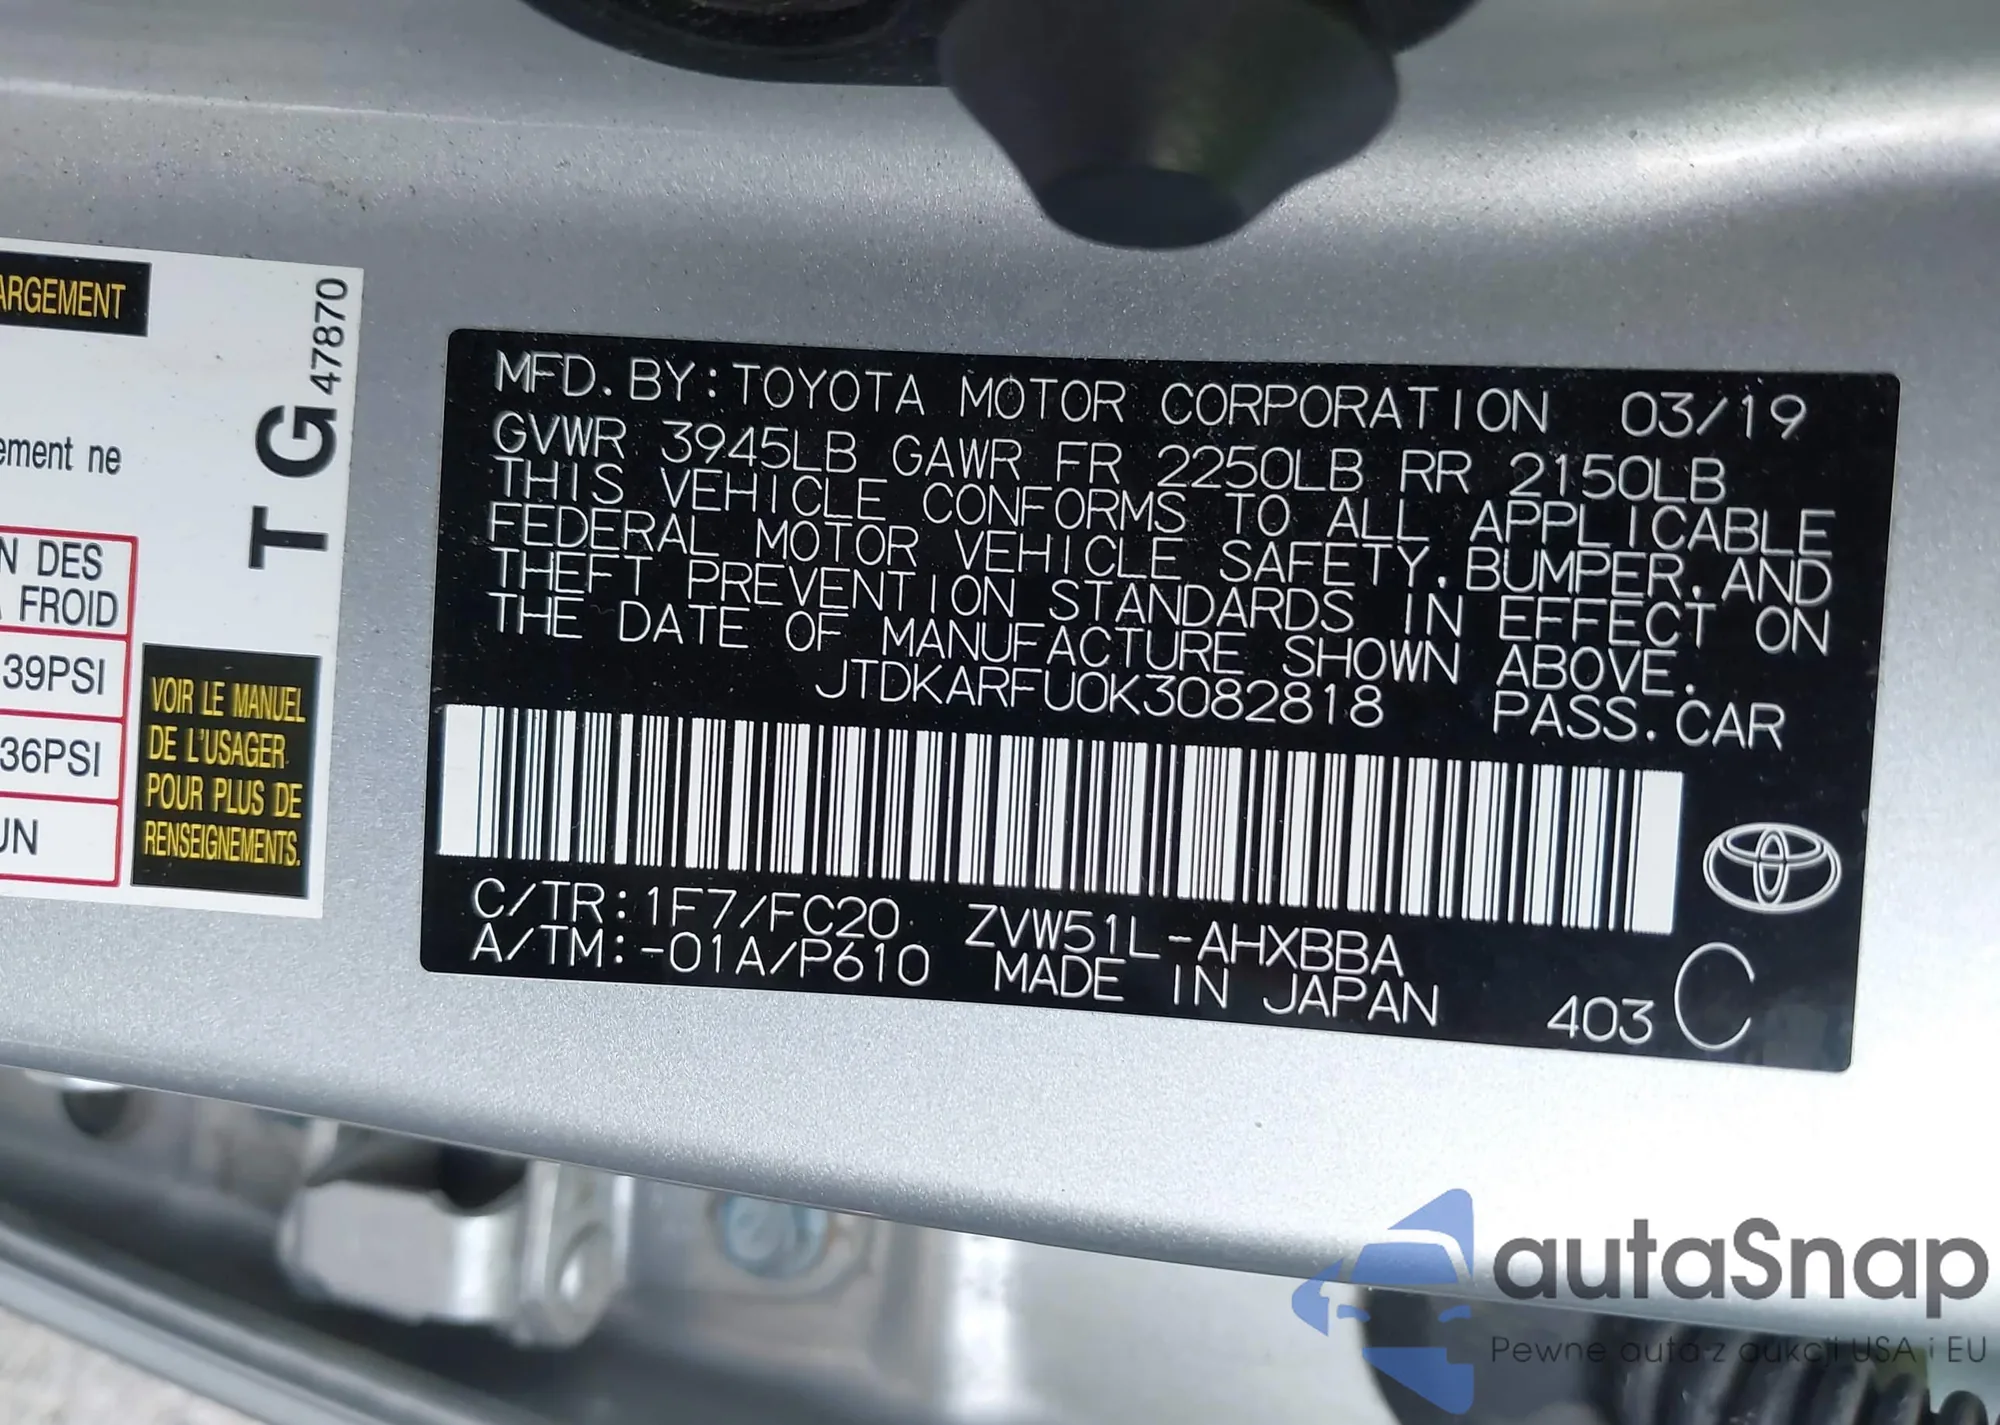 ARGEMENT
ement ne
N DES
A FROID
39PSI
36PSI
UN
T G 47870
VOIR LE MANUEL
DE L'USAGER
POUR PLUS DE
RENSEIGNEMENTS.
MFD. BY: TOYOTA MOTOR CORPORATION 03/19
GVWR 3945LB GAWR FR 2250LB RR 2150LB
THIS VEHICLE CONFORMS TO ALL APPLICABLE
FEDERAL MOTOR VEHICLE SAFETY, BUMPER, AND
THEFT PREVENTION STANDARDS IN EFFECT ON
THE DATE OF MANUFACTURE SHOWN ABOVE.
JTDKARFU0K3082818 PASS. CAR
C/TR: 1F7/FC20 ZVW51L-AHXBBA
A/TM: -01A/P610 MADE IN JAPAN 403 C
autaSnap
Pewne auta z aukcji USA i EU